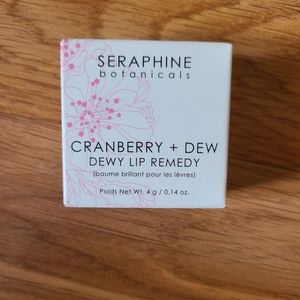 SERAPHINE
botanicals
CRANBERRY + DEW
DEWY LIP REMEDY
(baume brillant pour les lèvres)
Poids Net Wt. 4 g / 0.14 oz.